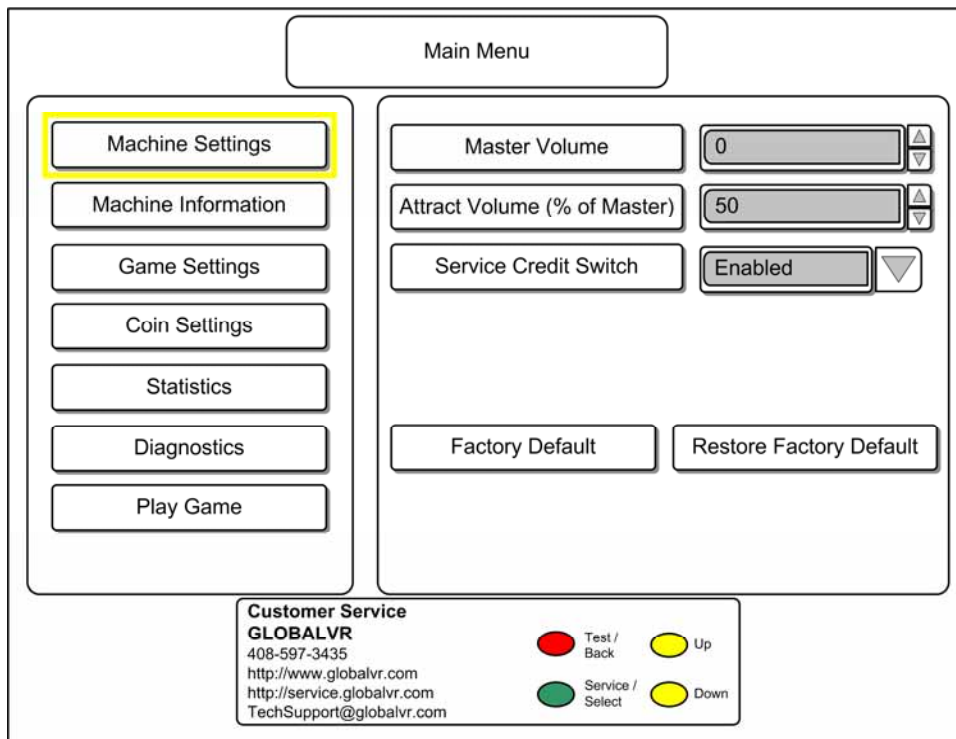 Main Menu
Machine Settings
Machine Information
Game Settings
Coin Settings
Statistics
Diagnostics
Play Game
Master Volume
0
Attract Volume (% of Master)
50
Service Credit Switch
Enabled
Factory Default
Restore Factory Default
Customer Service
GLOBALVR
408-597-3435
http://www.globalvr.com
http://service.globalvr.com
TechSupport@globalvr.com
Test /
Back
Up
Service /
Select
Down